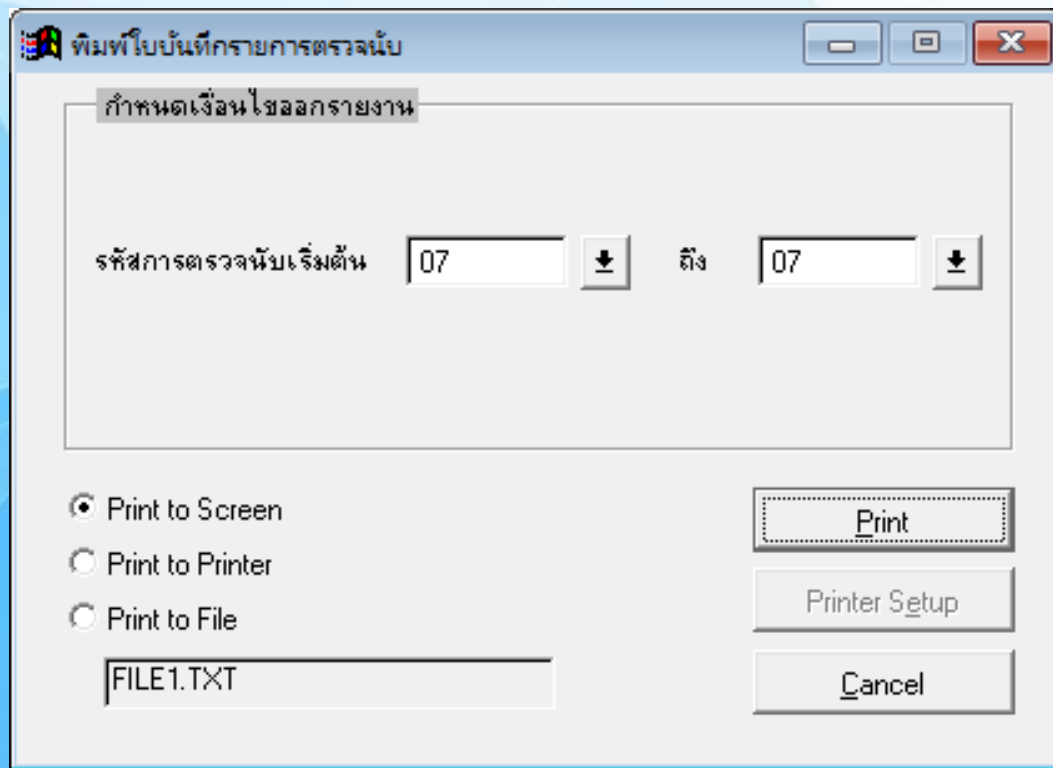 พิมพ์ใบบันทึกรายการตรวจนับ
กำหนดเงื่อนไขออกรายงาน
รหัสการตรวจนับเริ่มต้น 07 ถึง 07
Print to Screen
Print
Print to Printer
Printer Setup
Print to File
FILE1.TXT
Cancel